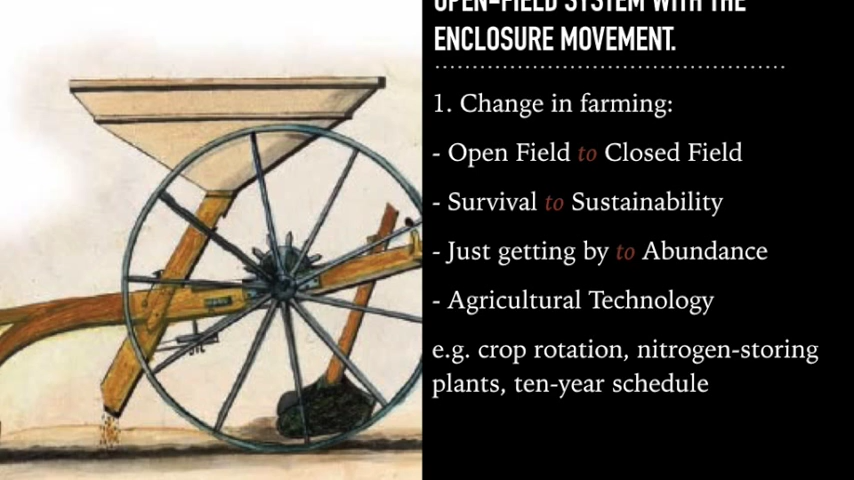 OPEN-FIELD SYSTEM WITH THE
ENCLOSURE MOVEMENT.
1. Change in farming:
- Open Field to Closed Field
- Survival to Sustainability
- Just getting by to Abundance
- Agricultural Technology
e.g. crop rotation, nitrogen-storing
plants, ten-year schedule